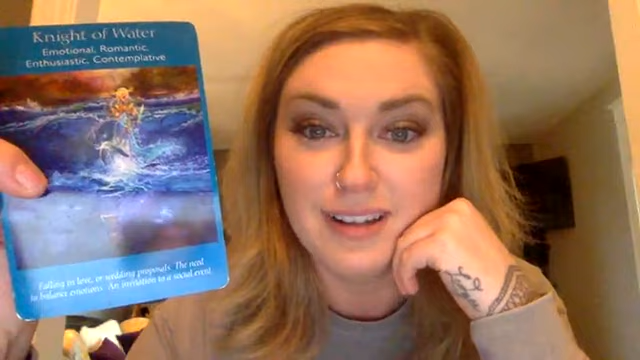 Knight of Water
Emotional, Romantic,
Enthusiastic, Contemplative
Falling in love, or wedding proposals. The need
to balance emotions. An invitation to a social event.